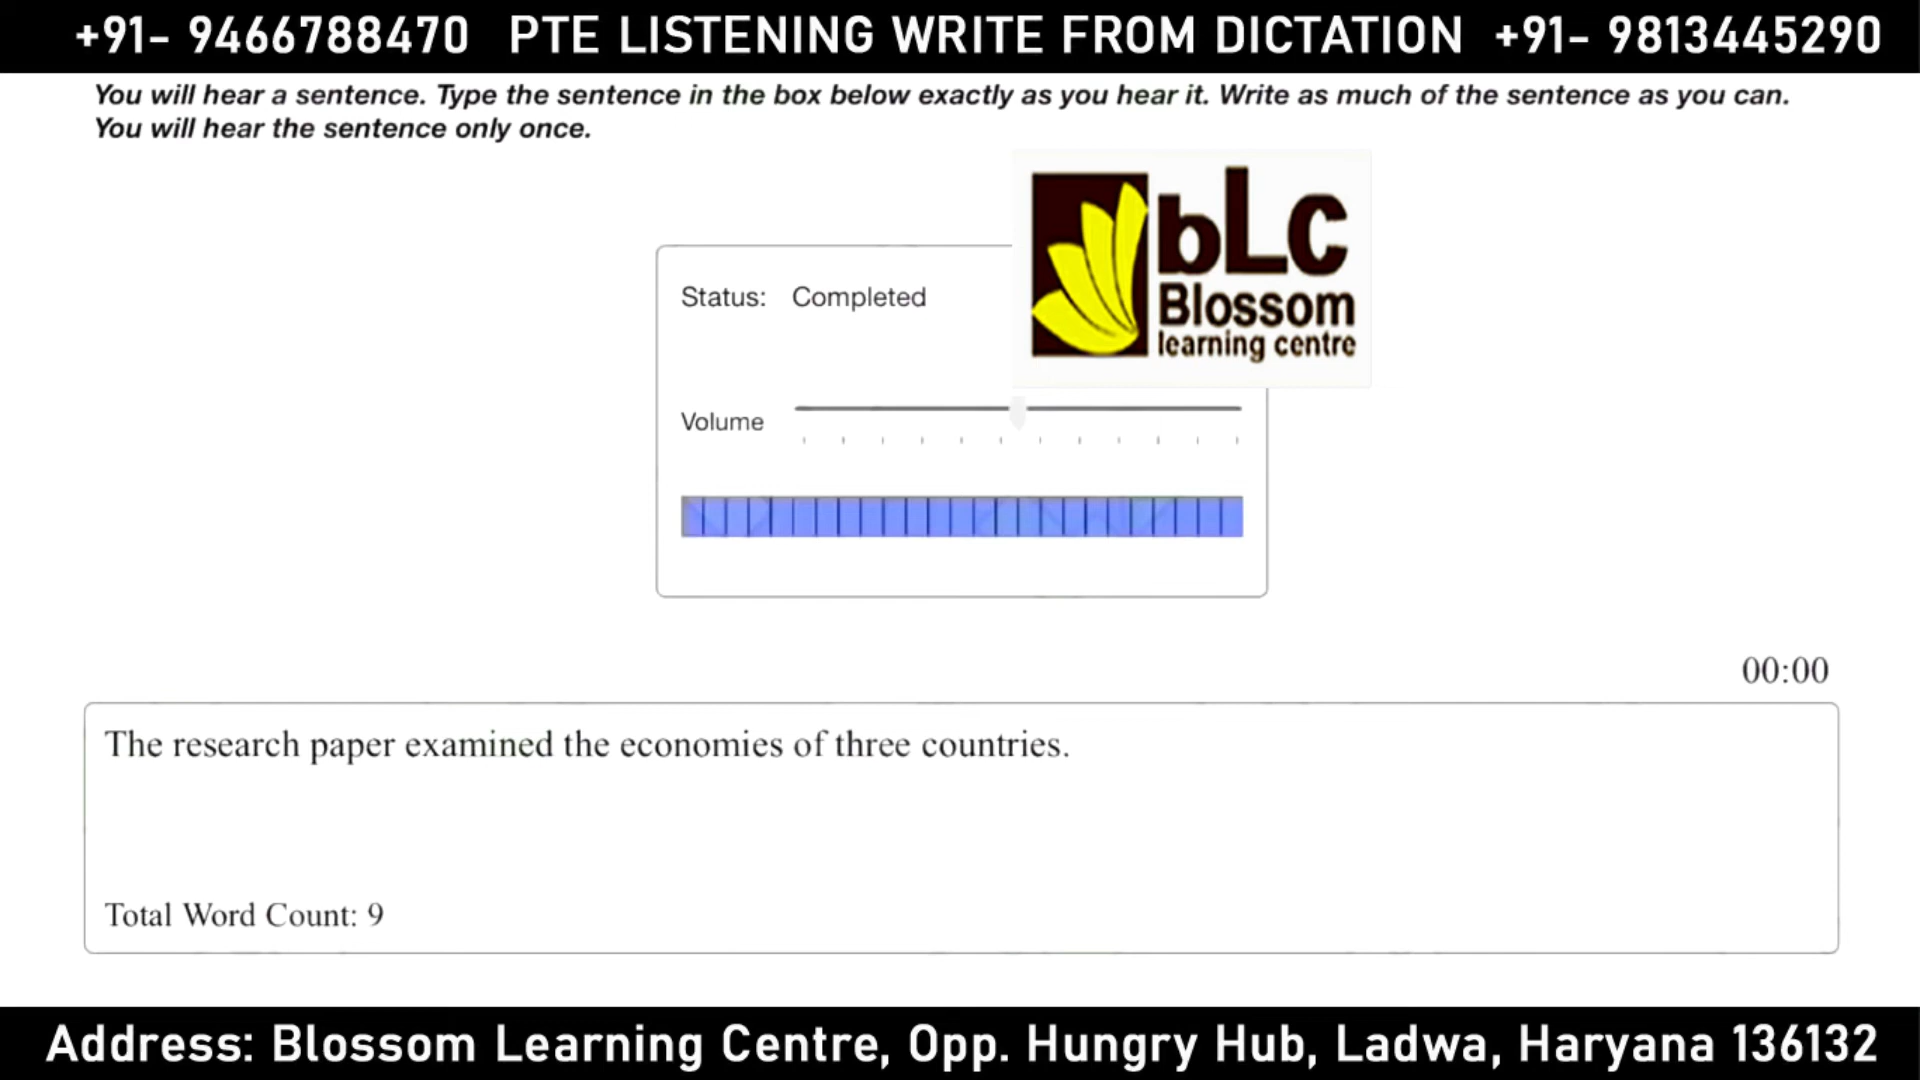 +91- 9466788470 PTE LISTENING WRITE FROM DICTATION +91- 9813445290
You will hear a sentence. Type the sentence in the box below exactly as you hear it. Write as much of the sentence as you can.
You will hear the sentence only once.
bLC
Blossom
learning centre
Status: Completed
Volume
00:00
The research paper examined the economies of three countries.
Total Word Count: 9
Address: Blossom Learning Centre, Opp. Hungry Hub, Ladwa, Haryana 136132